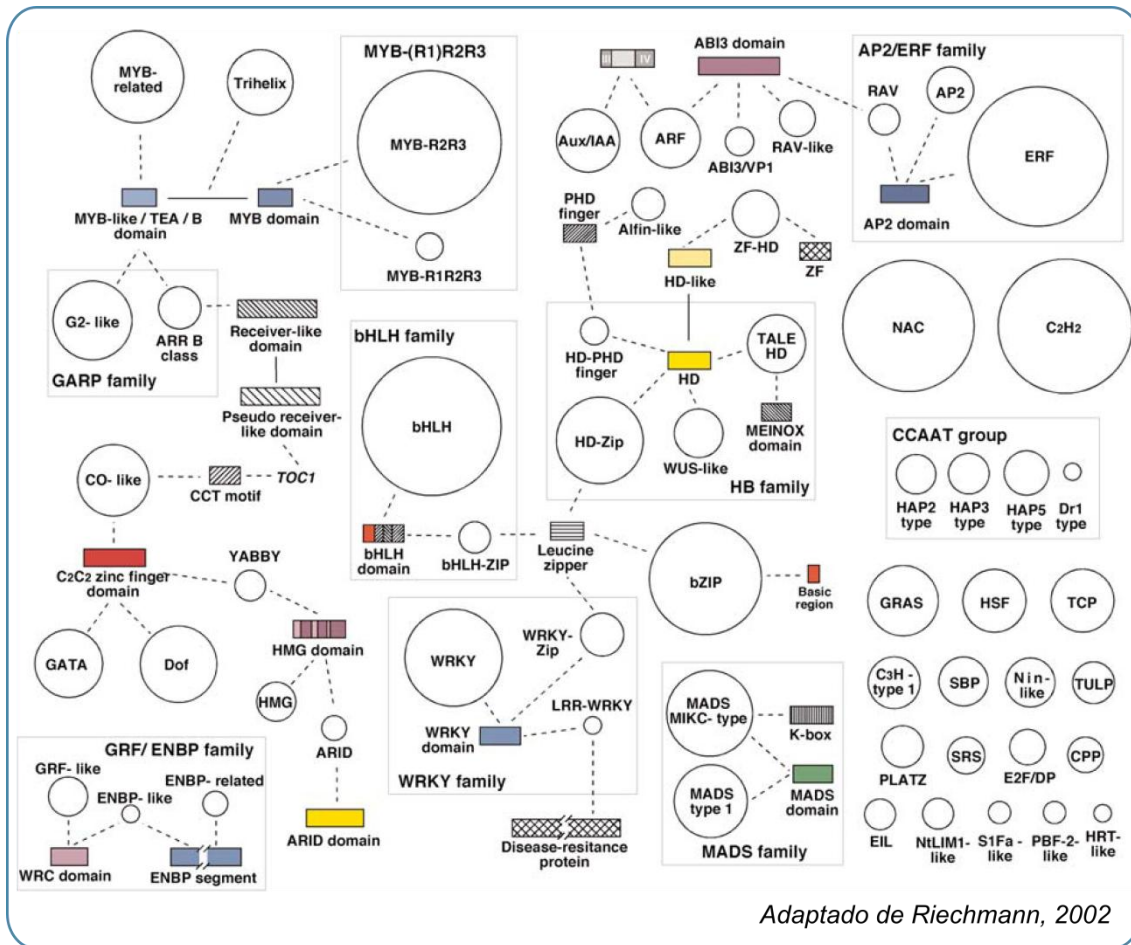 MYB-
related
Trihelix
MYB-like / TEA / B
domain
MYB domain
MYB-(R1)R2R3
MYB-R2R3
MYB-R1R2R3
III
IV
ABI3 domain
Aux/IAA
ARF
ABI3/VP1
RAV-like
AP2/ERF family
RAV
AP2
ERF
AP2 domain
PHD
finger
Alfin-like
ZF-HD
ZF
HD-like
G2- like
ARR B
class
GARP family
Receiver-like
domain
Pseudo receiver-
like domain
TOC1
CCT motif
CO- like
bHLH family
bHLH
bHLH
domain
bHLH-ZIP
HD-PHD
finger
HD
TALE
HD
MEINOX
domain
HD-Zip
WUS-like
HB family
NAC
C2H2
CCAAT group
HAP2
type
HAP3
type
HAP5
type
Dr1
type
C2C2 zinc finger
domain
YABBY
GATA
Dof
HMG domain
HMG
ARID
ARID domain
Leucine
zipper
bZIP
Basic
region
WRKY
WRKY-
Zip
LRR-WRKY
WRKY
domain
WRKY family
Disease-resitance
protein
MADS
MIKC- type
K-box
MADS
type 1
MADS
domain
MADS family
GRAS
HSF
TCP
C3H -
type 1
SBP
Nin-
like
TULP
PLATZ
SRS
E2F/DP
CPP
EIL
NtLIM1-
like
S1Fa -
like
PBF-2-
like
HRT-
like
GRF/ ENBP family
GRF- like
ENBP- like
ENBP- related
WRC domain
ENBP segment
Adaptado de Riechmann, 2002